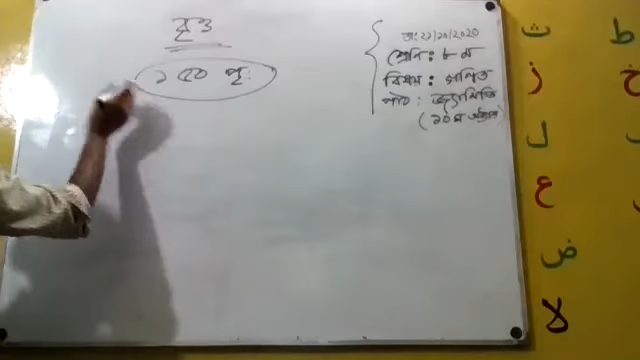 বৃত্ত
১৫০ পৃ:
তাং ২২/১০/২০২০
শ্রেণি : ৮ম
বিষয় : গণিত
পাঠ : জ্যামিতি
(১০ম অধ্যায়)
ث
ز
ل
ع
ض
لا
ط
خ